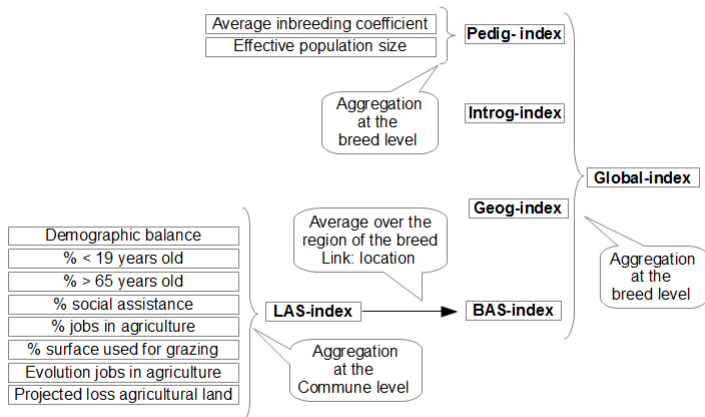 Average inbreeding coefficient
Effective population size
Pedig- index
Aggregation
at the
breed level
Introg-index
Global-index
Geog-index
Average over the
region of the breed
Link: location
Aggregation
at the
breed level
Demographic balance
% < 19 years old
% > 65 years old
% social assistance
% jobs in agriculture
% surface used for grazing
Evolution jobs in agriculture
Projected loss agricultural land
LAS-index
BAS-index
Aggregation
at the
Commune level